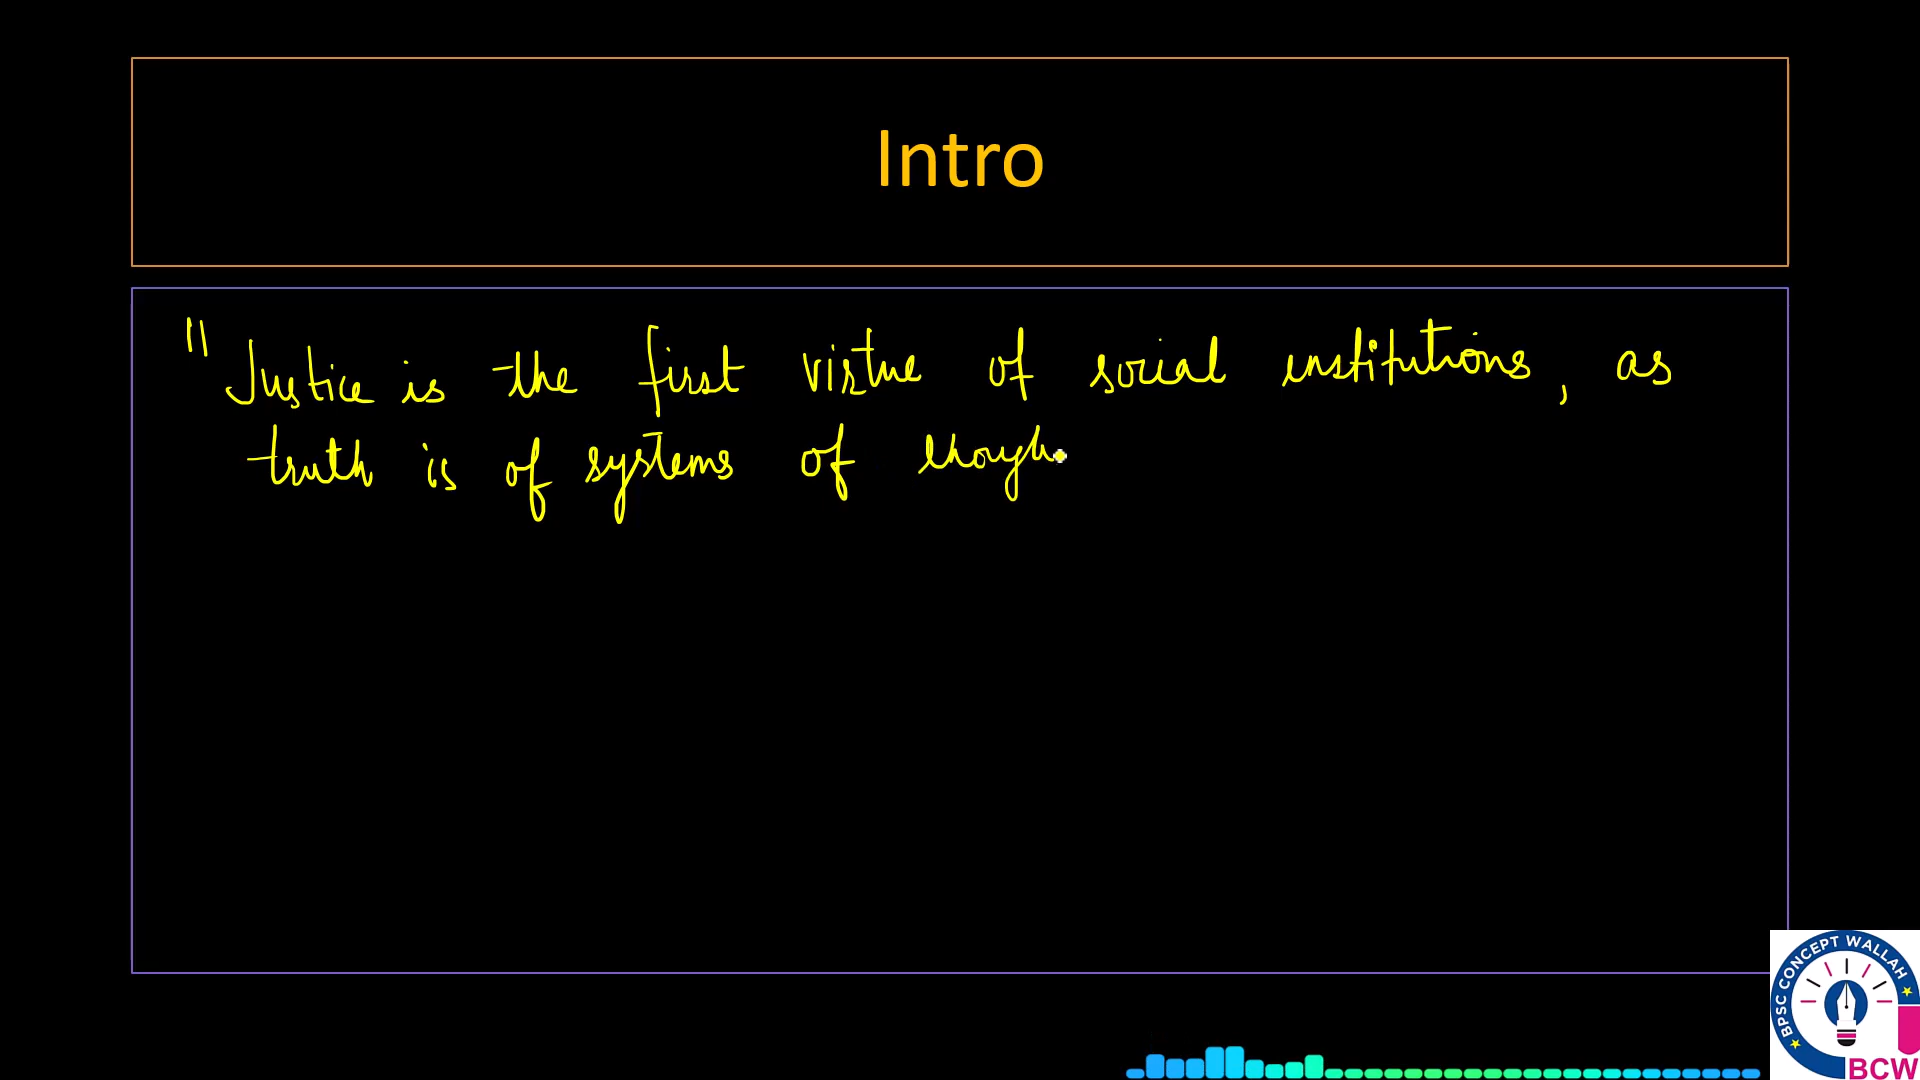 Intro
" Justice is the first virtue of social institutions, as
truth is of systems of though
BPSC CONCEPT WALLAH
BCW